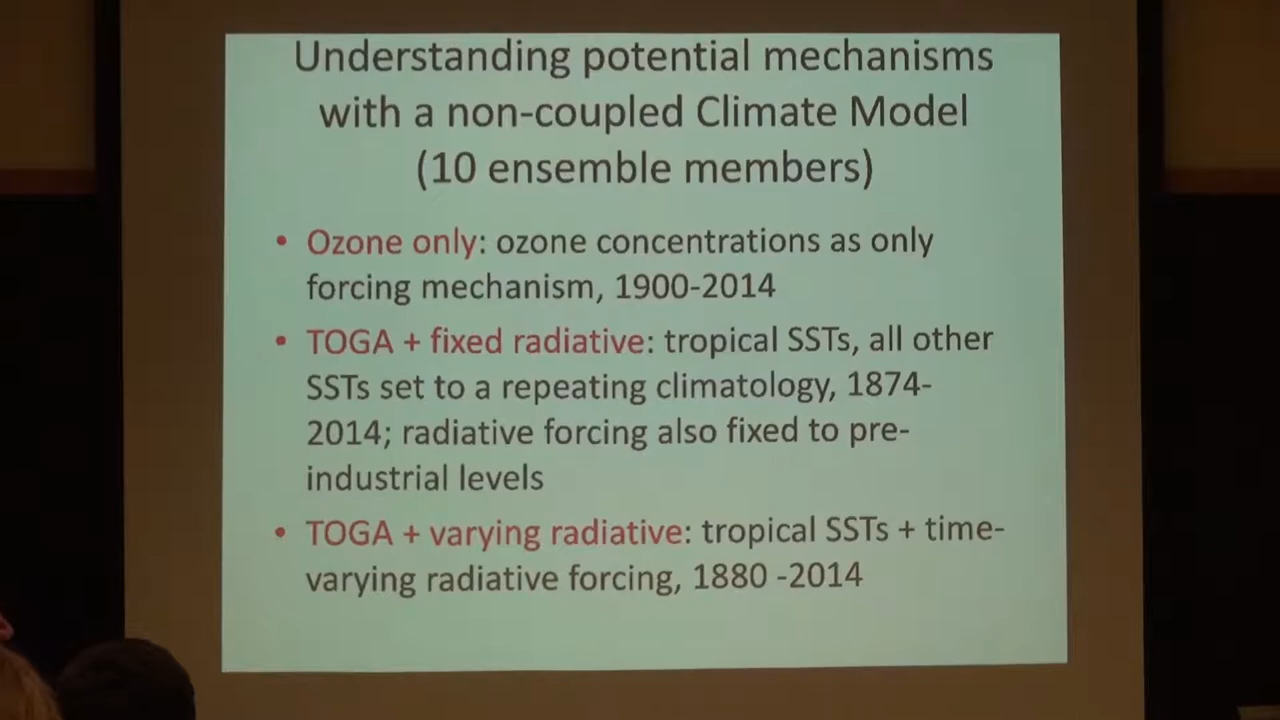 Understanding potential mechanisms
with a non-coupled Climate Model
(10 ensemble members)
• Ozone only: ozone concentrations as only
forcing mechanism, 1900-2014
• TOGA + fixed radiative: tropical SSTs, all other
SSTs set to a repeating climatology, 1874-
2014; radiative forcing also fixed to pre-
industrial levels
• TOGA + varying radiative: tropical SSTs + time-
varying radiative forcing, 1880 -2014